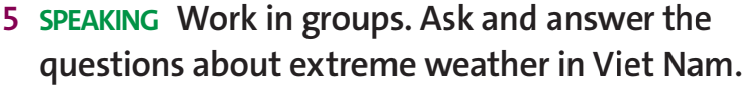 5 SPEAKING Work in groups. Ask and answer the
questions about extreme weather in Viet Nam.